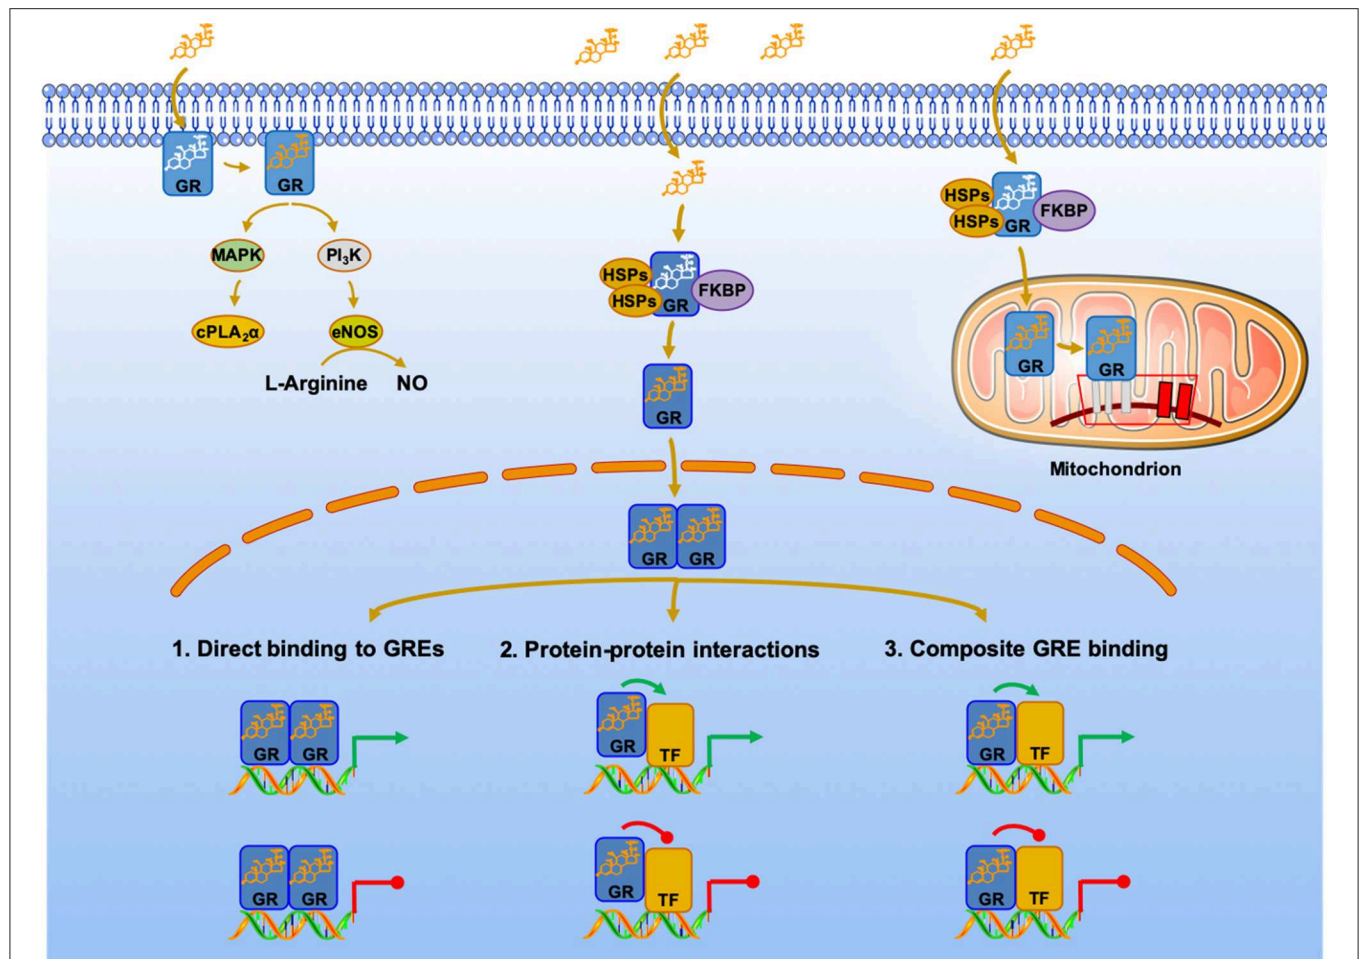 GR
GR
MAPK
PI3K
cPLA2α
eNOS
L-Arginine
NO
HSPs
HSPs
GR
FKBP
GR
HSPs
HSPs
GR
FKBP
GR
GR
Mitochondrion
GR
GR
1. Direct binding to GREs
2. Protein-protein interactions
3. Composite GRE binding
GR
GR
GR
TF
GR
TF
GR
GR
GR
TF
GR
TF